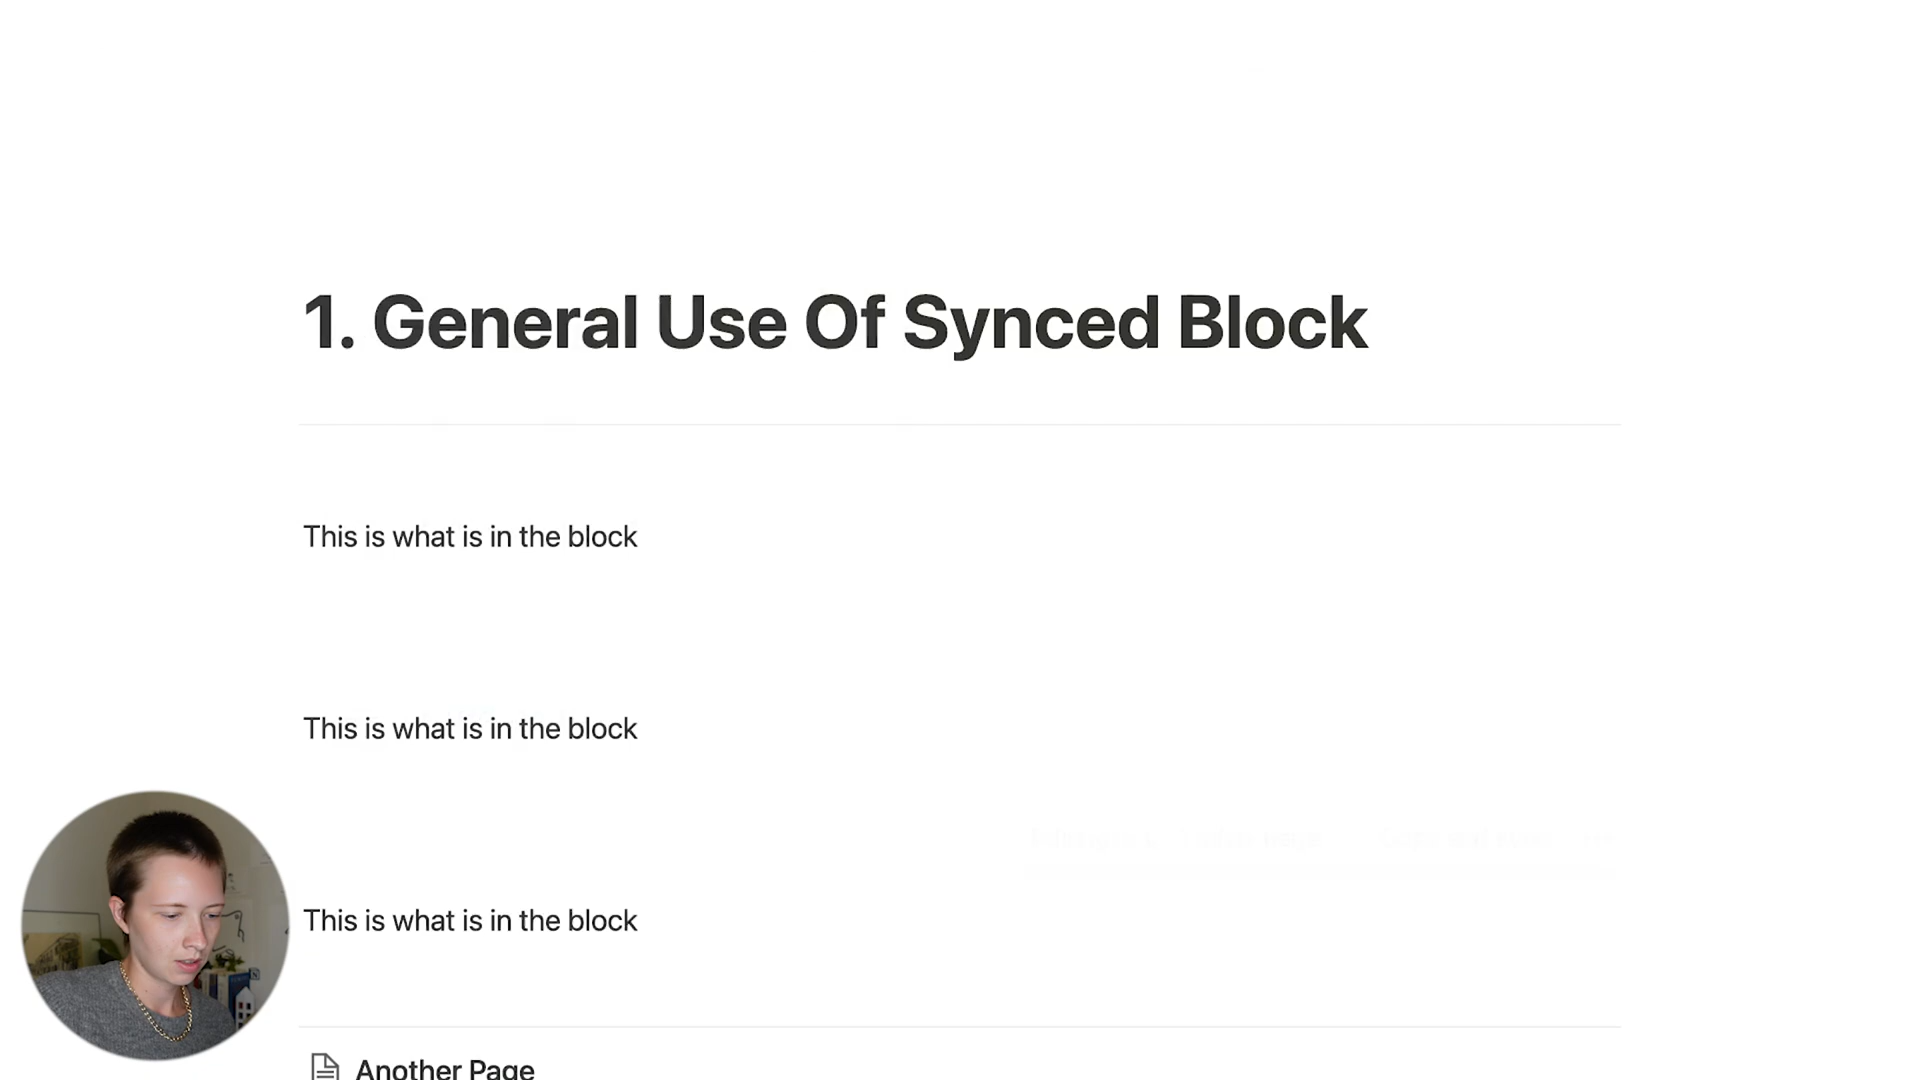 1. General Use Of Synced Block
This is what is in the block
This is what is in the block
This is what is in the block
Another Page